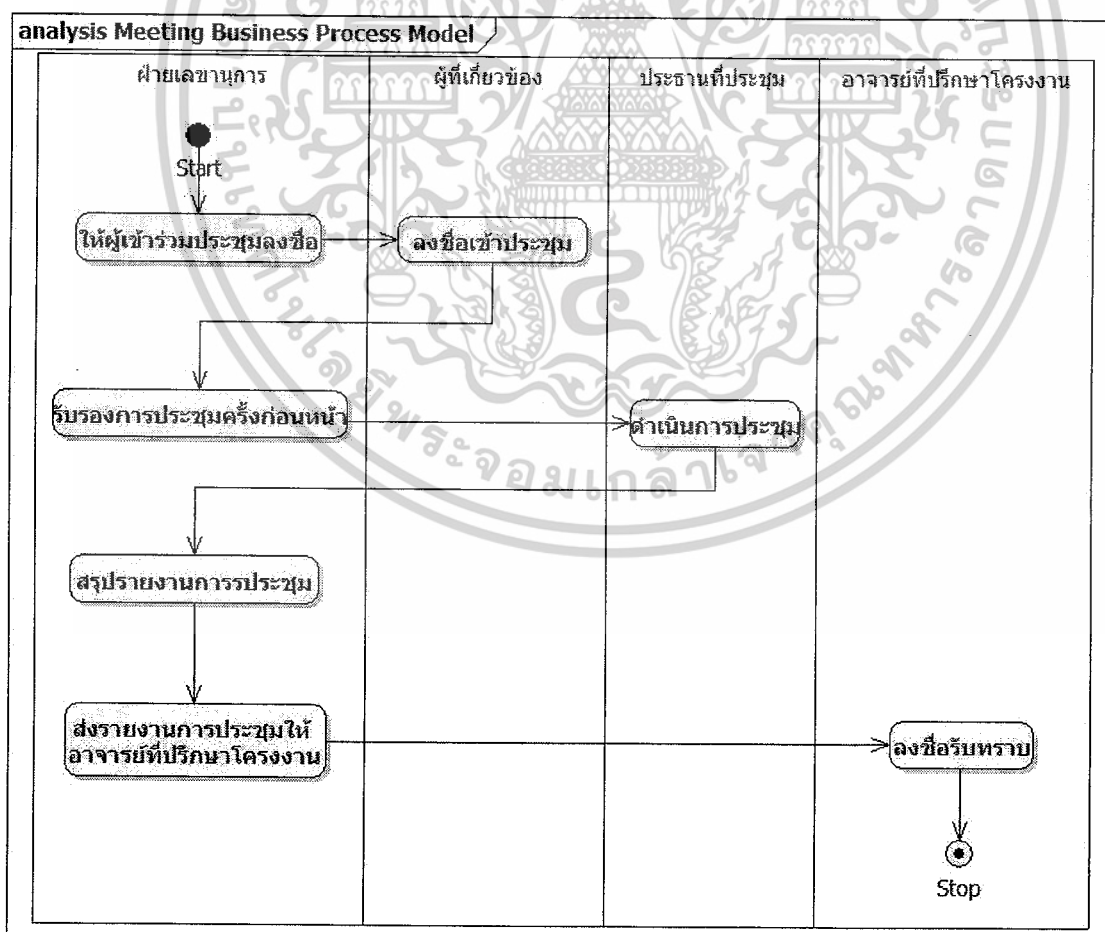 analysis Meeting Business Process Model
ฝ่ายเลขานุการ
ผู้ที่เกี่ยวข้อง
ประธานที่ประชุม
อาจารย์ที่ปรึกษาโครงงาน
Start
ให้ผู้เข้าร่วมประชุมลงชื่อ
ลงชื่อเข้าประชุม
รับรองการประชุมครั้งก่อนหน้า
ดำเนินการประชุม
สรุปรายงานการรประชุม
ส่งรายงานการประชุมให้
อาจารย์ที่ปรึกษาโครงงาน
ลงชื่อรับทราบ
Stop